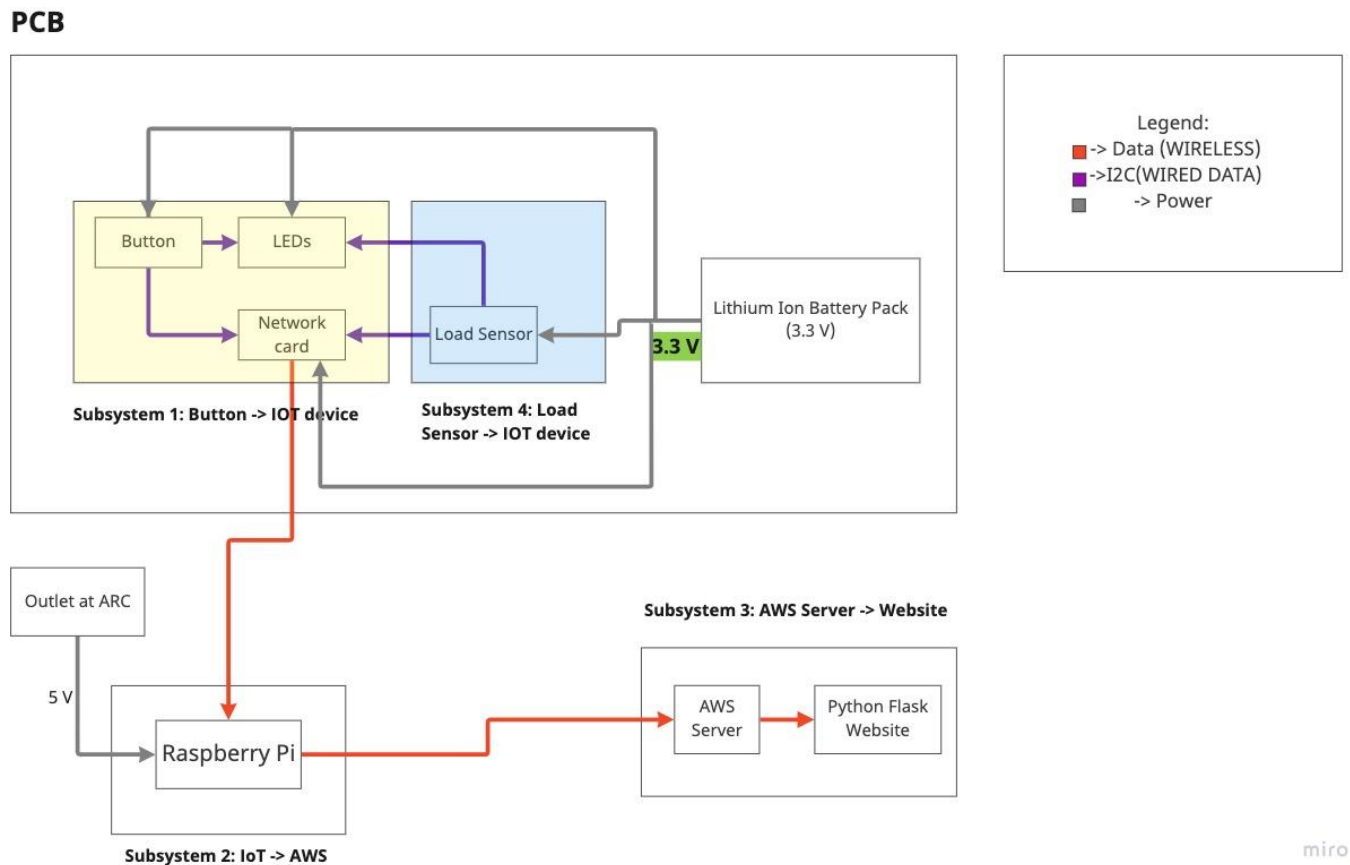 PCB
Legend:
-> Data (WIRELESS)
->I2C(WIRED DATA)
-> Power
Button
LEDs
Network
card
Load Sensor
Lithium Ion Battery Pack
(3.3 V)
3.3 V
Subsystem 1: Button -> IOT device
Subsystem 4: Load
Sensor -> IOT device
Outlet at ARC
5 V
Raspberry Pi
Subsystem 2: IoT -> AWS
Subsystem 3: AWS Server -> Website
AWS
Server
Python Flask
Website
miro